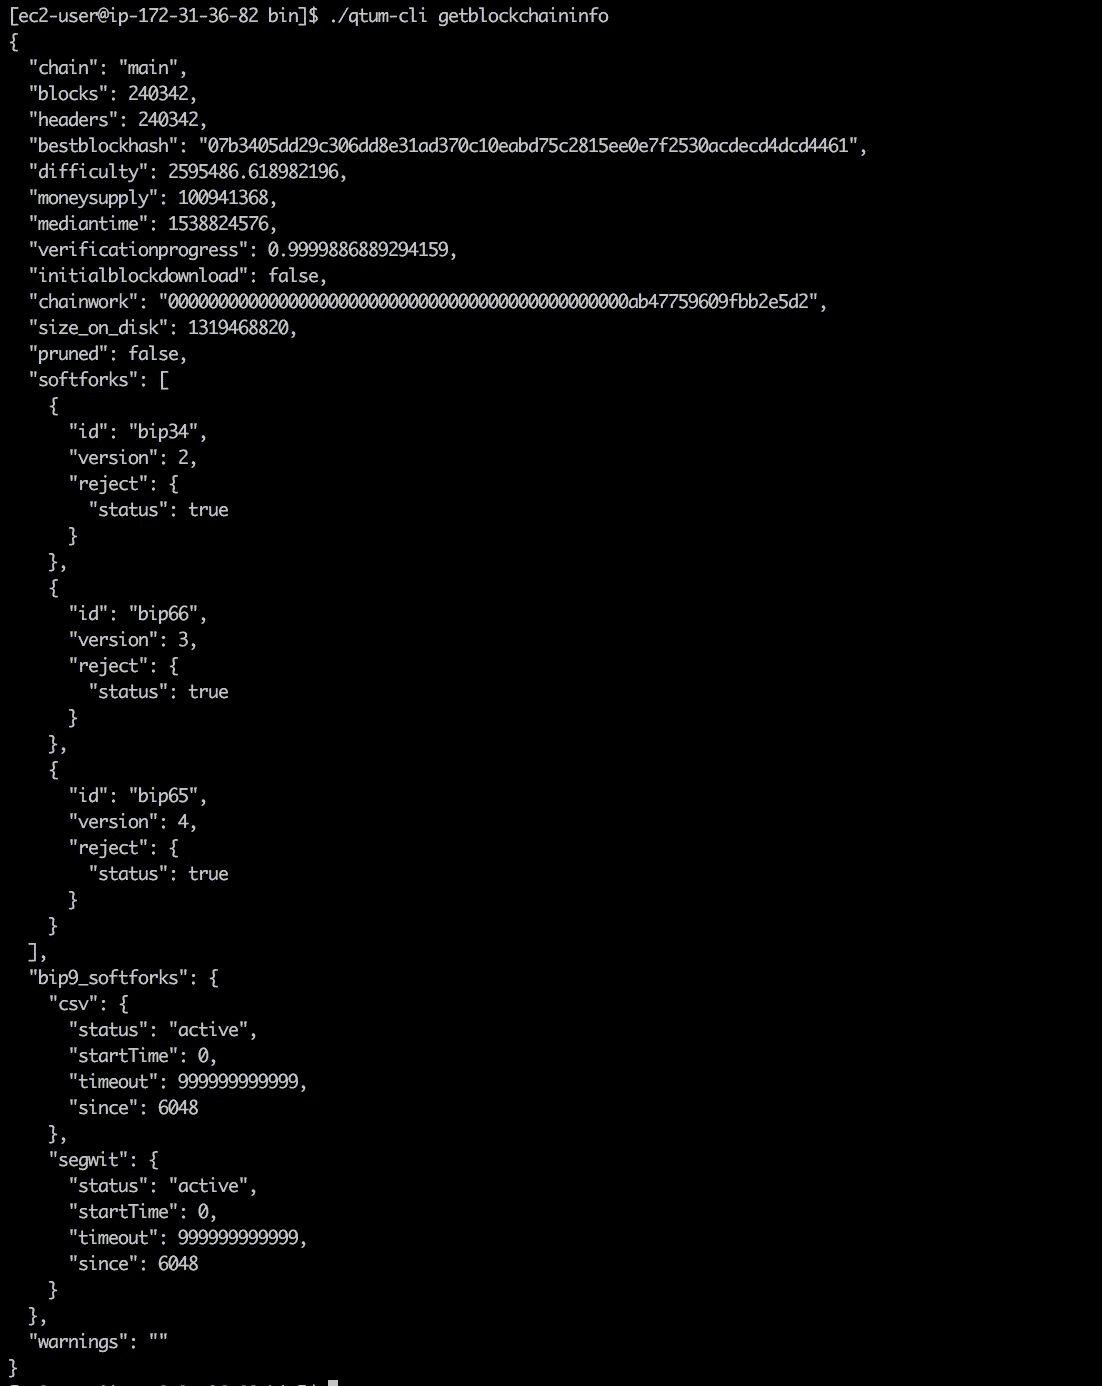 [ec2-user@ip-172-31-36-82 bin]$ ./qtum-cli getblockchaininfo
{
  "chain": "main",
  "blocks": 240342,
  "headers": 240342,
  "bestblockhash": "07b3405dd29c306dd8e31ad370c10eabd75c2815ee0e7f2530acdecd4dcd4461",
  "difficulty": 2595486.618982196,
  "moneysupply": 100941368,
  "mediantime": 1538824576,
  "verificationprogress": 0.9999886889294159,
  "initialblockdownload": false,
  "chainwork": "0000000000000000000000000000000000000000000000ab47759609fbb2e5d2",
  "size_on_disk": 1319468820,
  "pruned": false,
  "softforks": [
    {
      "id": "bip34",
      "version": 2,
      "reject": {
        "status": true
      }
    },
    {
      "id": "bip66",
      "version": 3,
      "reject": {
        "status": true
      }
    },
    {
      "id": "bip65",
      "version": 4,
      "reject": {
        "status": true
      }
    }
  ],
  "bip9_softforks": {
    "csv": {
      "status": "active",
      "startTime": 0,
      "timeout": 999999999999,
      "since": 6048
    },
    "segwit": {
      "status": "active",
      "startTime": 0,
      "timeout": 999999999999,
      "since": 6048
    }
  },
  "warnings": ""
}